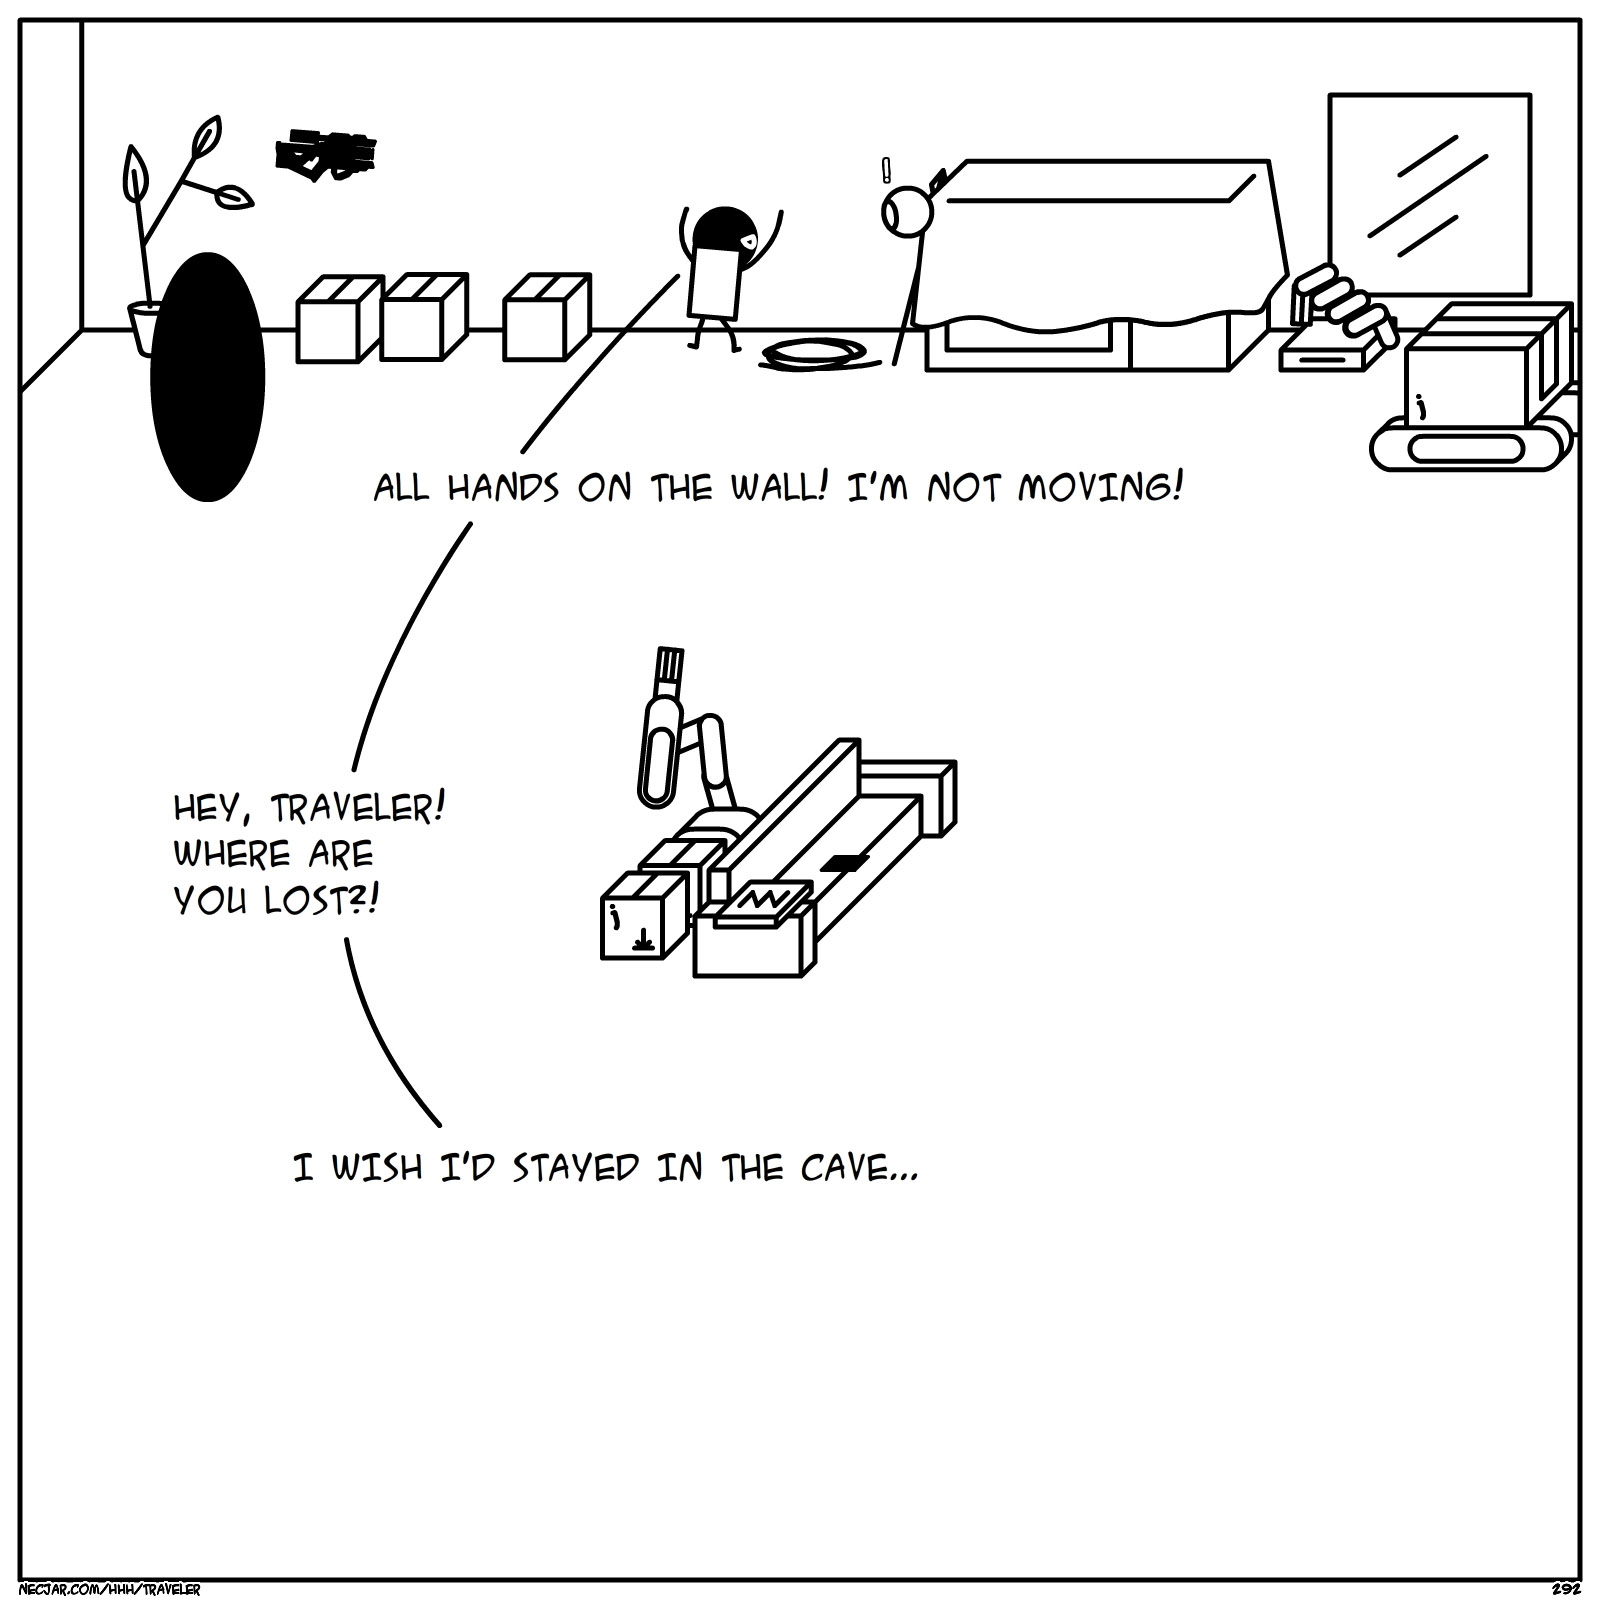 !
ALL HANDS ON THE WALL! I'M NOT MOVING!
HEY, TRAVELER!
WHERE ARE
YOU LOST?!
I WISH I'D STAYED IN THE CAVE...
NECJAR.COM/HHH/TRAVELER
292